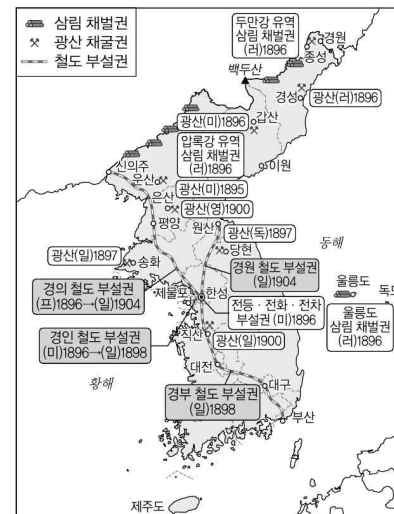 삼림 채벌권
광산 채굴권
철도 부설권
두만강 유역
삼림 채벌권
(러)1896
경원
종성
백두산
경성
광산(러)1896
광산(미)1896
갑산
압록강 유역
삼림 채벌권
(러)1896
신의주
운산
광산(미)1895
이원
은산
광산(영)1900
평양
원산
광산(독)1897
광산(일)1897
송화
당현
동해
경의 철도 부설권
(프)1896→(일)1904
경원 철도 부설권
(일)1904
울릉도
독도
제물포
한성
전등·전화·전차
부설권 (미)1896
울릉도
삼림 채벌권
(러)1896
경인 철도 부설권
(미)1896→(일)1898
직산
광산(일)1900
황해
대전
대구
경부 철도 부설권
(일)1898
부산
제주도